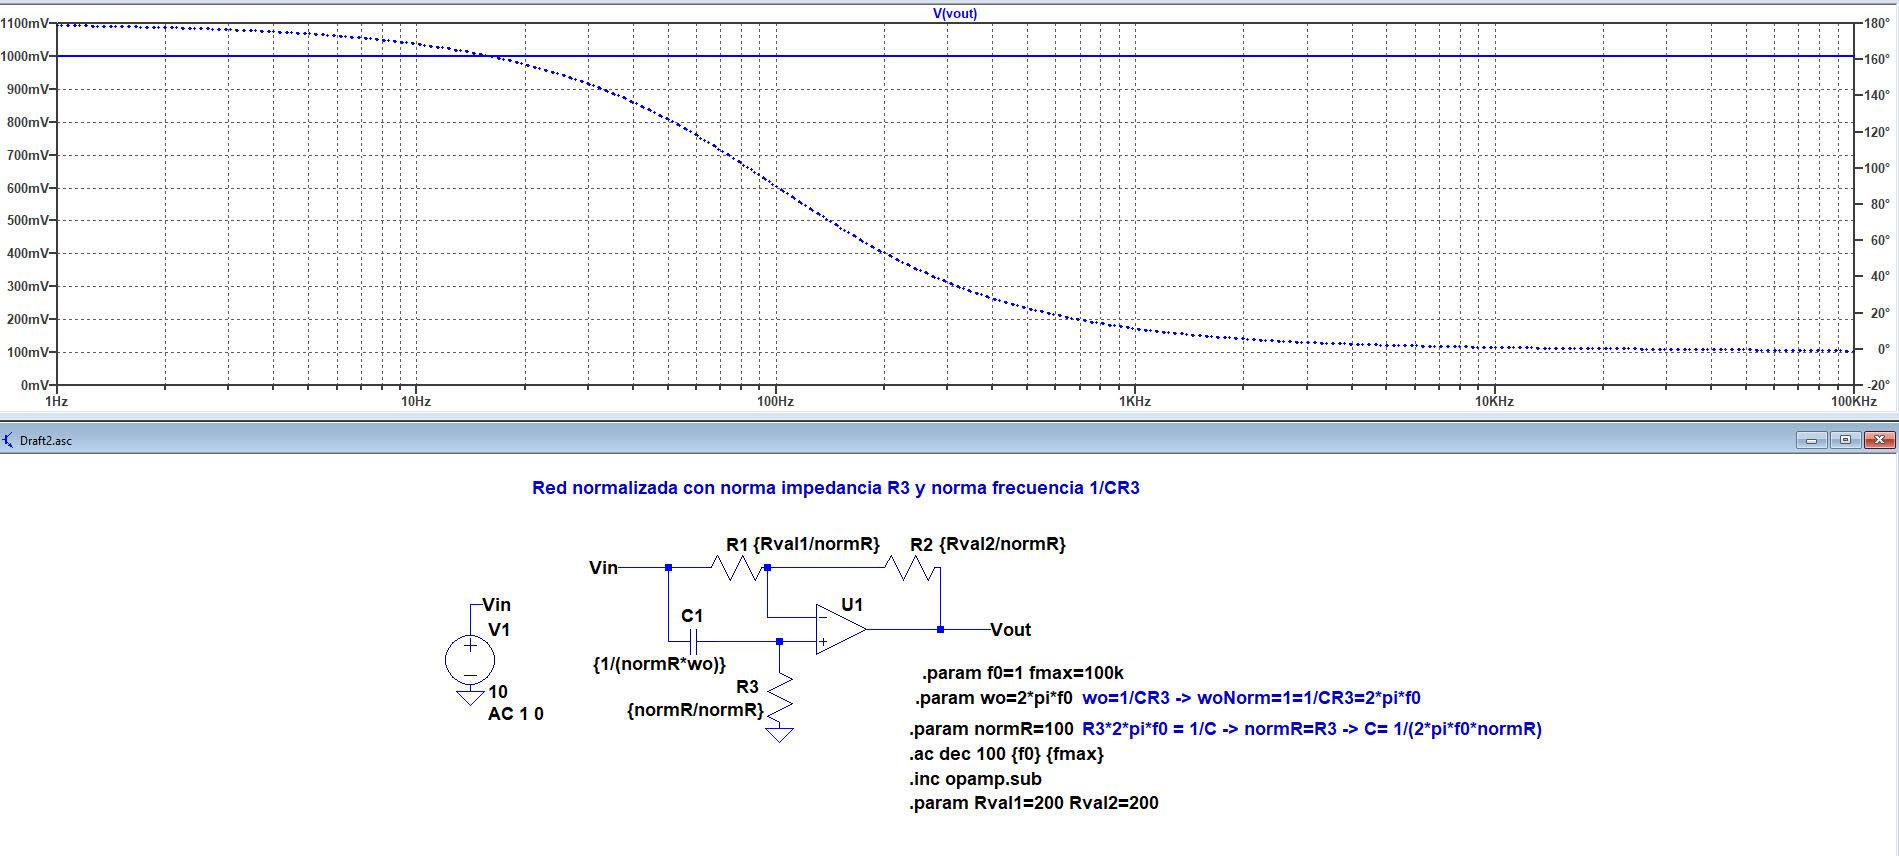 V(vout)
1100mV
1000mV
900mV
800mV
700mV
600mV
500mV
400mV
300mV
200mV
100mV
0mV
180°
160°
140°
120°
100°
80°
60°
40°
20°
0°
-20°
1Hz
10Hz
100Hz
1KHz
10KHz
100KHz
Draft2.asc
Red normalizada con norma impedancia R3 y norma frecuencia 1/CR3
R1 {Rval1/normR}
R2 {Rval2/normR}
Vin
Vin
V1
10
AC 1 0
C1
{1/(normR*wo)}
U1
Vout
R3
{normR/normR}
.param f0=1 fmax=100k
.param wo=2*pi*f0 wo=1/CR3 -> woNorm=1=1/CR3=2*pi*f0
.param normR=100 R3*2*pi*f0 = 1/C -> normR=R3 -> C= 1/(2*pi*f0*normR)
.ac dec 100 {f0} {fmax}
.inc opamp.sub
.param Rval1=200 Rval2=200